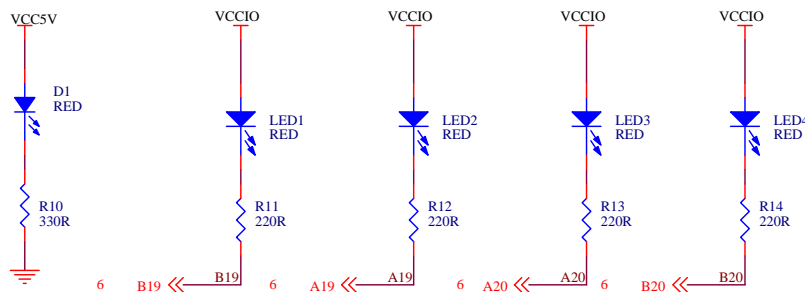 VCC5V VCCIO VCCIO VCCIO VCCIO
D1
RED
LED1
RED
LED2
RED
LED3
RED
LED4
RED
R10
330R
R11
220R
R12
220R
R13
220R
R14
220R
6 B19 B19
6 A19 A19
6 A20 A20
6 B20 B20